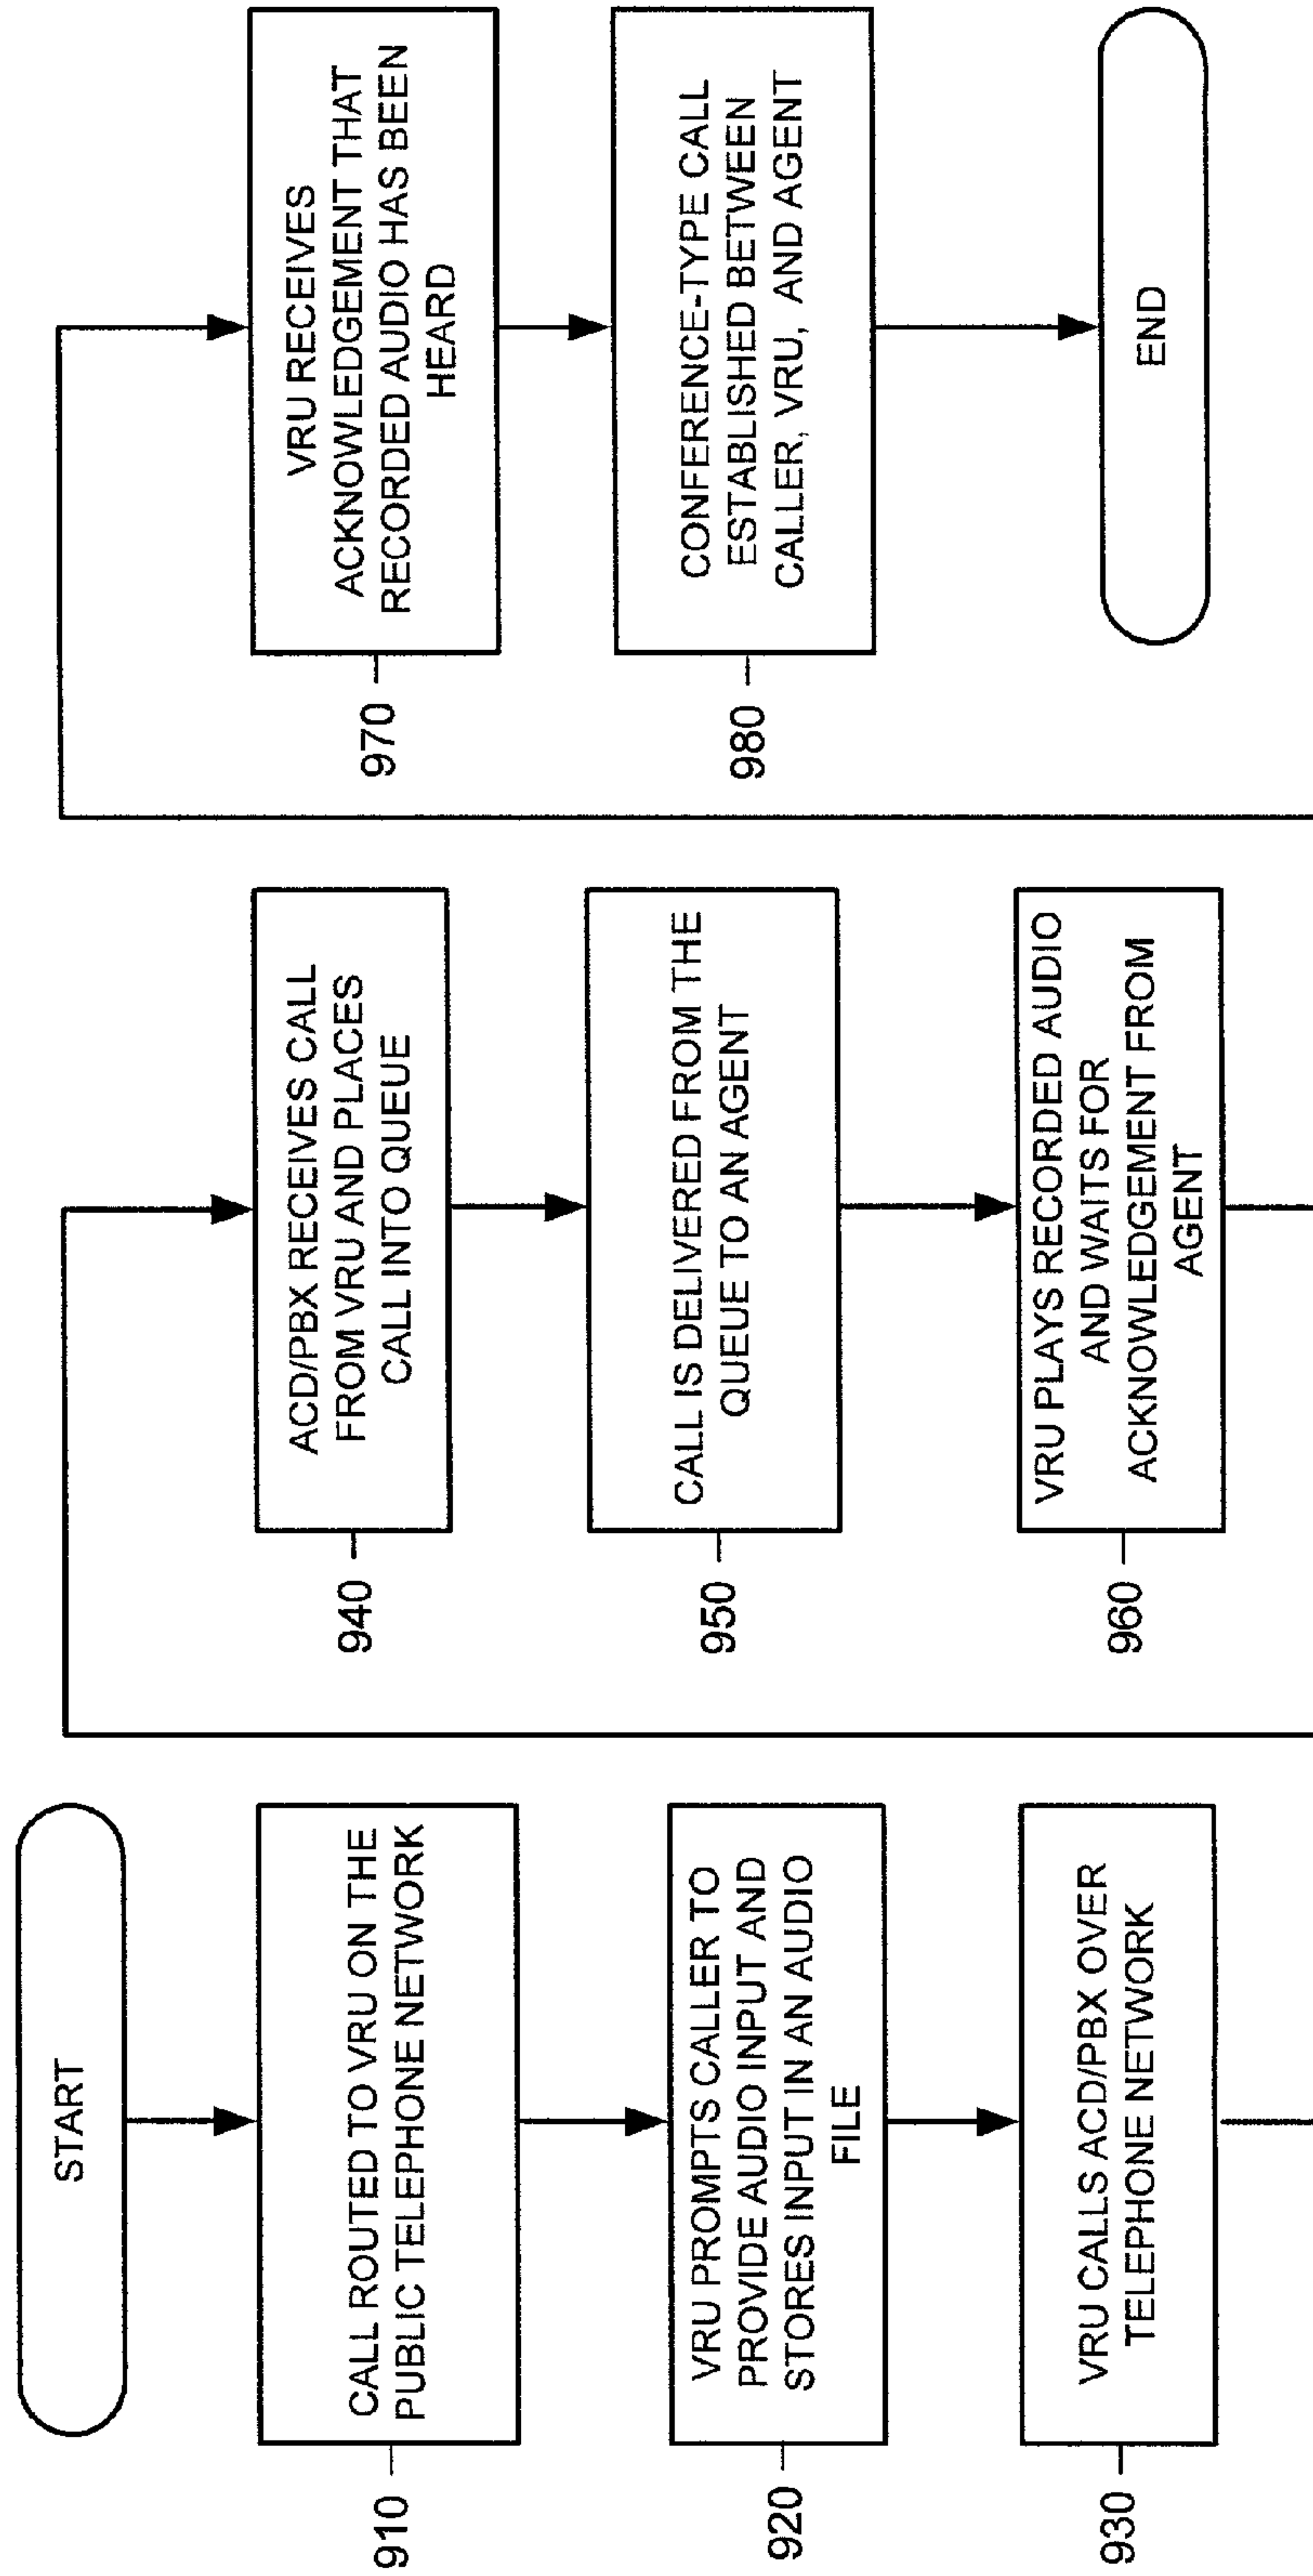 START
910
CALL ROUTED TO VRU ON THE
PUBLIC TELEPHONE NETWORK
920
VRU PROMPTS CALLER TO
PROVIDE AUDIO INPUT AND
STORES INPUT IN AN AUDIO
FILE
930
VRU CALLS ACD/PBX OVER
TELEPHONE NETWORK
940
ACD/PBX RECEIVES CALL
FROM VRU AND PLACES
CALL INTO QUEUE
950
CALL IS DELIVERED FROM THE
QUEUE TO AN AGENT
960
VRU PLAYS RECORDED AUDIO
AND WAITS FOR
ACKNOWLEDGEMENT FROM
AGENT
970
VRU RECEIVES
ACKNOWLEDGEMENT THAT
RECORDED AUDIO HAS BEEN
HEARD
980
CONFERENCE-TYPE CALL
ESTABLISHED BETWEEN
CALLER, VRU, AND AGENT
END